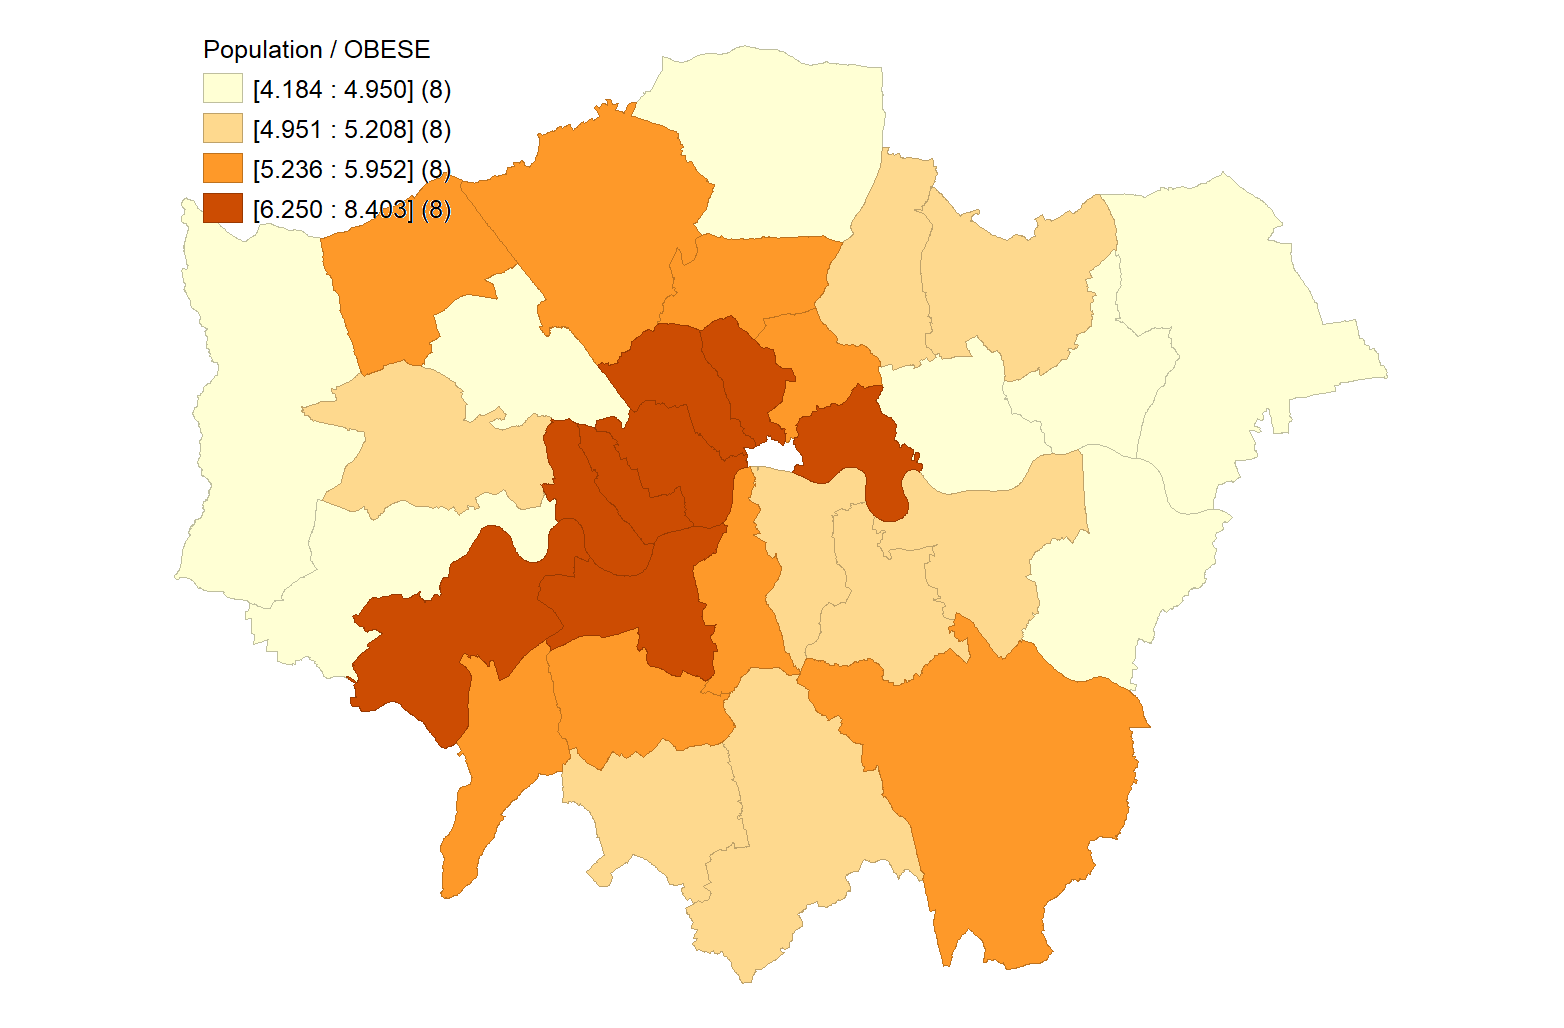 Population / OBESE
[4.184 : 4.950] (8)
[4.951 : 5.208] (8)
[5.236 : 5.952] (8)
[6.250 : 8.403] (8)